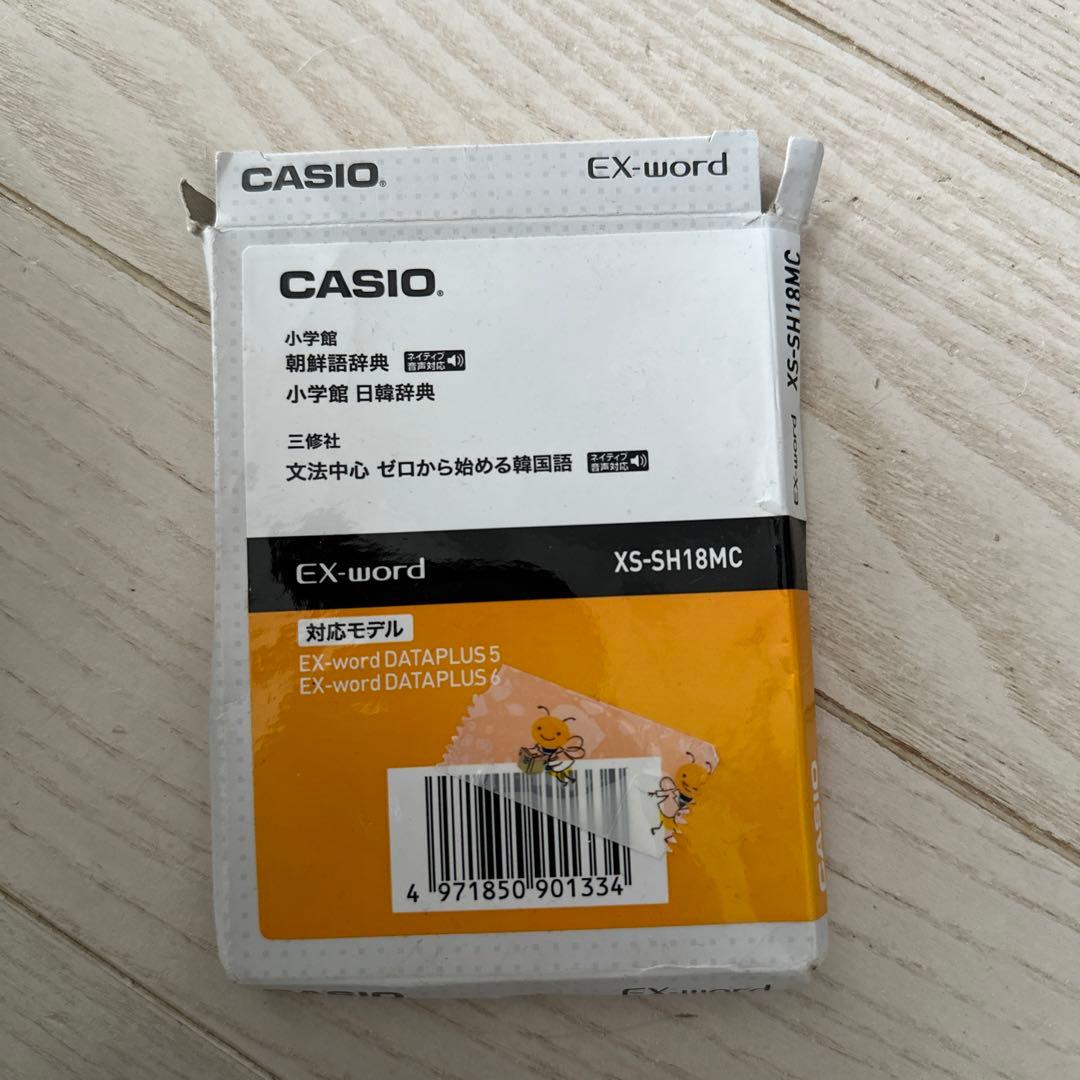 CASIO® EX-word
CASIO®
小学館
朝鮮語辞典 ネイティブ音声対応
小学館 日韓辞典
三修社
文法中心 ゼロから始める韓国語 ネイティブ音声対応
EX-word XS-SH18MC
対応モデル
EX-word DATAPLUS 5
EX-word DATAPLUS 6
4 971850 901334
XS-SH18MC
EX-word
CASIO
CASIO EX-word